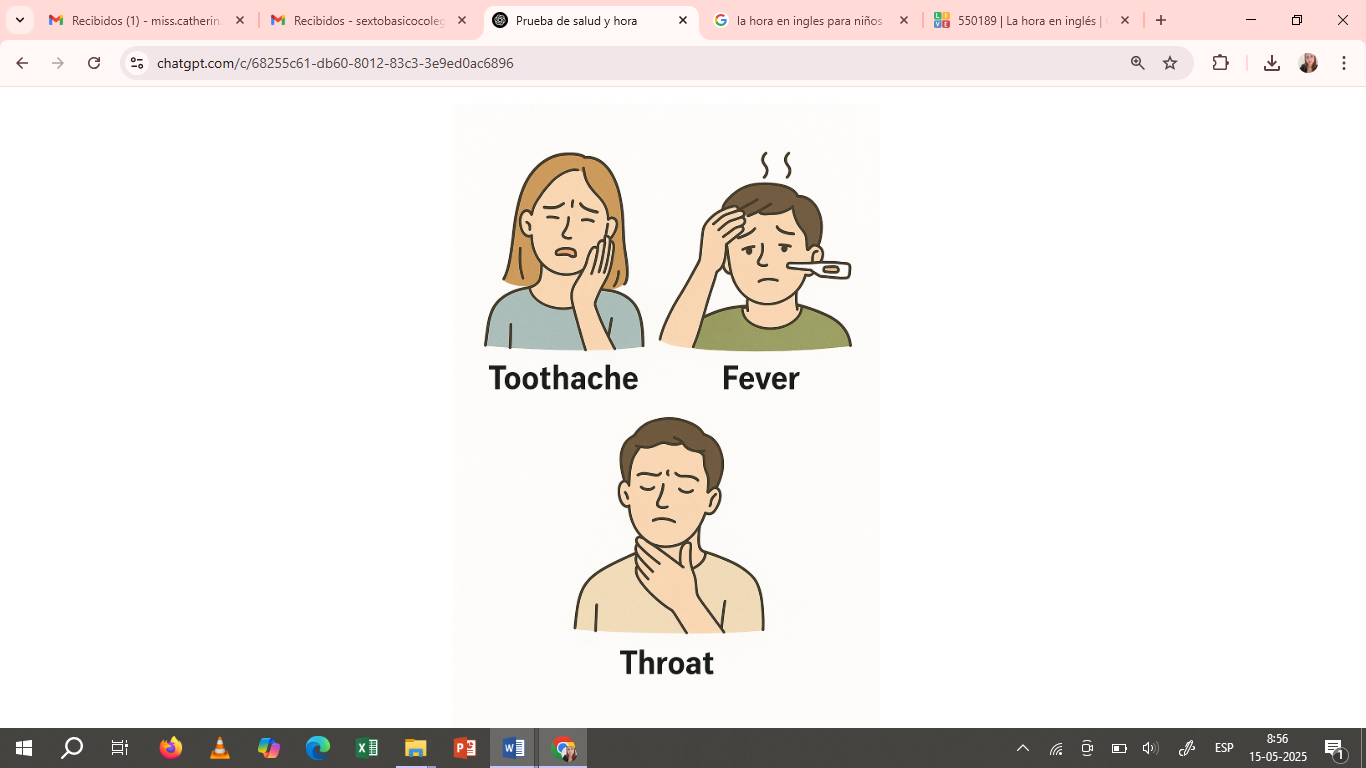 Recibidos (1) - miss.catherin.
Recibidos - sextobasicocoleg
Prueba de salud y hora
la hora en ingles para niños
550189 | La hora en inglés |
chatgpt.com/c/68255c61-db60-8012-83c3-3e9ed0ac6896
Toothache Fever
Throat
ESP
8:56
15-05-2025
1